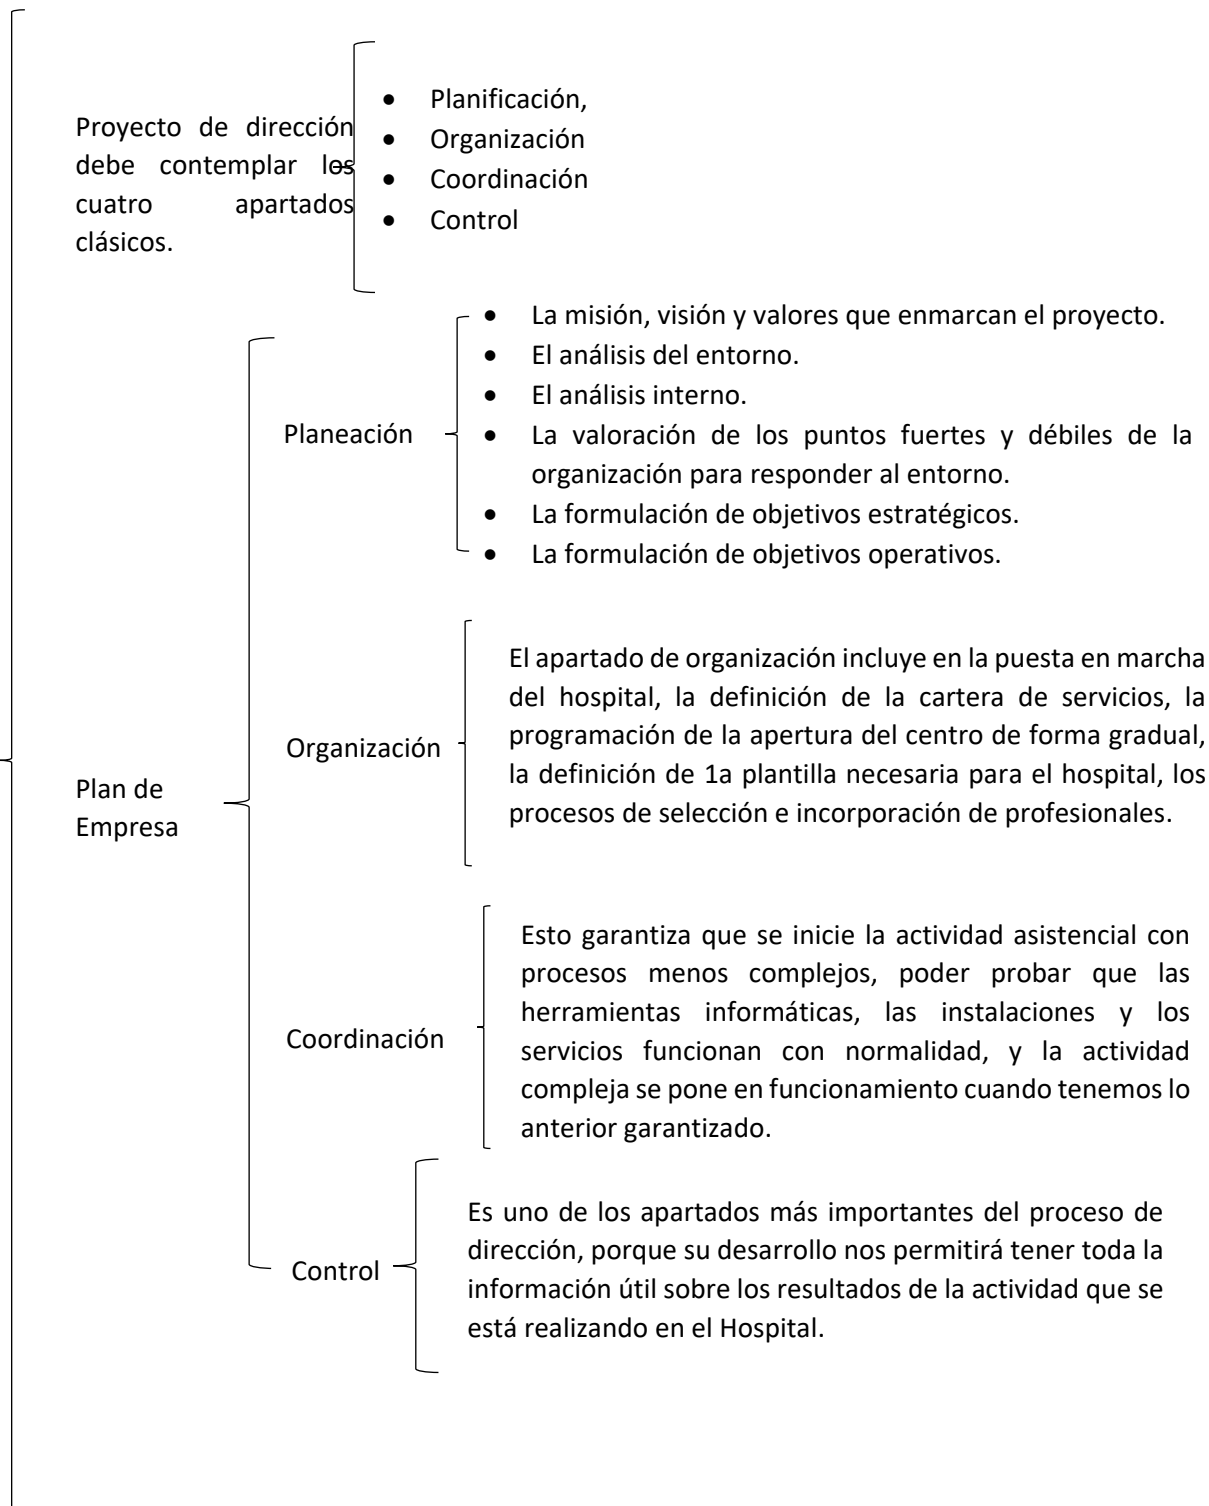 Proyecto de dirección
debe contemplar los
cuatro apartados
clásicos.
• Planificación,
• Organización
• Coordinación
• Control
Plan de
Empresa
Planeación
• La misión, visión y valores que enmarcan el proyecto.
• El análisis del entorno.
• El análisis interno.
• La valoración de los puntos fuertes y débiles de la
organización para responder al entorno.
• La formulación de objetivos estratégicos.
• La formulación de objetivos operativos.
Organización
El apartado de organización incluye en la puesta en marcha
del hospital, la definición de la cartera de servicios, la
programación de la apertura del centro de forma gradual,
la definición de 1a plantilla necesaria para el hospital, los
procesos de selección e incorporación de profesionales.
Coordinación
Esto garantiza que se inicie la actividad asistencial con
procesos menos complejos, poder probar que las
herramientas informáticas, las instalaciones y los
servicios funcionan con normalidad, y la actividad
compleja se pone en funcionamiento cuando tenemos lo
anterior garantizado.
Control
Es uno de los apartados más importantes del proceso de
dirección, porque su desarrollo nos permitirá tener toda la
información útil sobre los resultados de la actividad que se
está realizando en el Hospital.